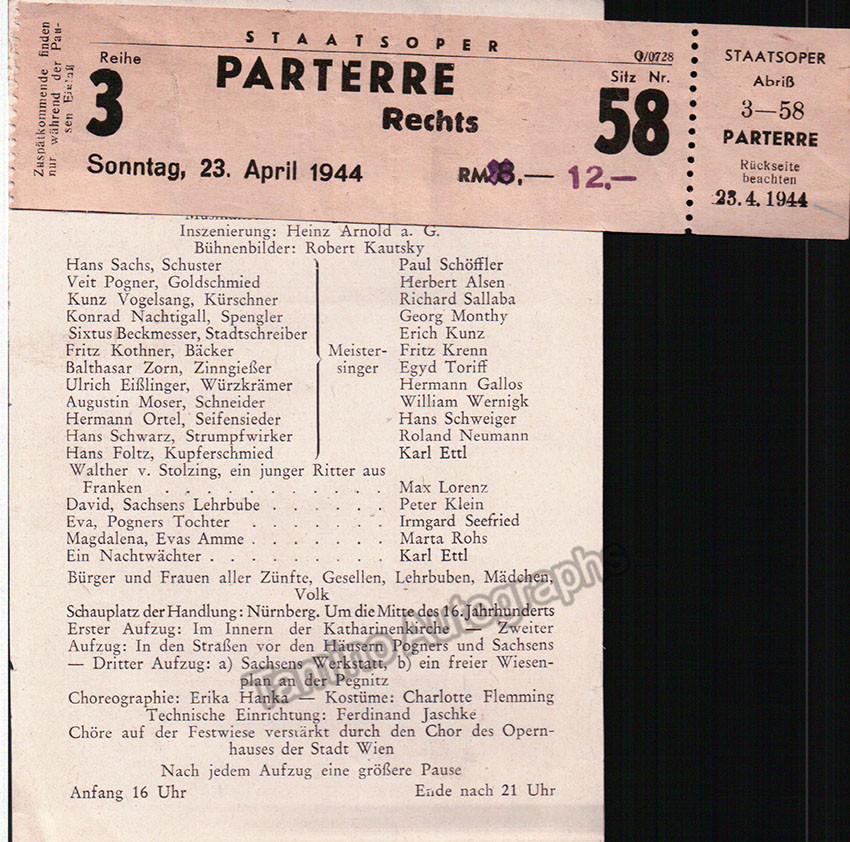 Zuspätkommende finden
nur während der Pau-
sen Einlaß
STAATSOPER
Reihe
3
PARTERRE
Rechts
0/0728
Sitz Nr.
58
Sonntag, 23. April 1944
RM 8.— 12.—
STAATSOPER
Abriß
3—58
PARTERRE
Rückseite
beachten
23.4.1944
Inszenierung: Heinz Arnold a. G.
Bühnenbilder: Robert Kautsky
Hans Sachs, Schuster Paul Schöffler
Veit Pogner, Goldschmied Herbert Alsen
Kunz Vogelsang, Kürschner Richard Sallaba
Konrad Nachtigall, Spengler Georg Monthy
Sixtus Beckmesser, Stadtschreiber Erich Kunz
Fritz Kothner, Bäcker Meister- Fritz Krenn
Balthasar Zorn, Zinngießer singer Egyd Toriff
Ulrich Eißlinger, Würzkrämer Hermann Gallos
Augustin Moser, Schneider William Wernigk
Hermann Ortel, Seifensieder Hans Schweiger
Hans Schwarz, Strumpfwirker Roland Neumann
Hans Foltz, Kupferschmied Karl Ettl
Walther v. Stolzing, ein junger Ritter aus
Franken . . . . . . . . . . Max Lorenz
David, Sachsens Lehrbube . . . . . . Peter Klein
Eva, Pogners Tochter . . . . . . Irmgard Seefried
Magdalena, Evas Amme . . . . . . Marta Rohs
Ein Nachtwächter . . . . . . . . Karl Ettl
Bürger und Frauen aller Zünfte, Gesellen, Lehrbuben, Mädchen,
Volk
Schauplatz der Handlung: Nürnberg. Um die Mitte des 16. Jahrhunderts
Erster Aufzug: Im Innern der Katharinenkirche — Zweiter
Aufzug: In den Straßen vor den Häusern Pogners und Sachsens
— Dritter Aufzug: a) Sachsens Werkstatt, b) ein freier Wiesen-
plan an der Pegnitz
Choreographie: Erika Hanka — Kostüme: Charlotte Flemming
Technische Einrichtung: Ferdinand Jaschke
Chöre auf der Festwiese verstärkt durch den Chor des Opern-
hauses der Stadt Wien
Nach jedem Aufzug eine größere Pause
Anfang 16 Uhr Ende nach 21 Uhr
Tamino Autographs